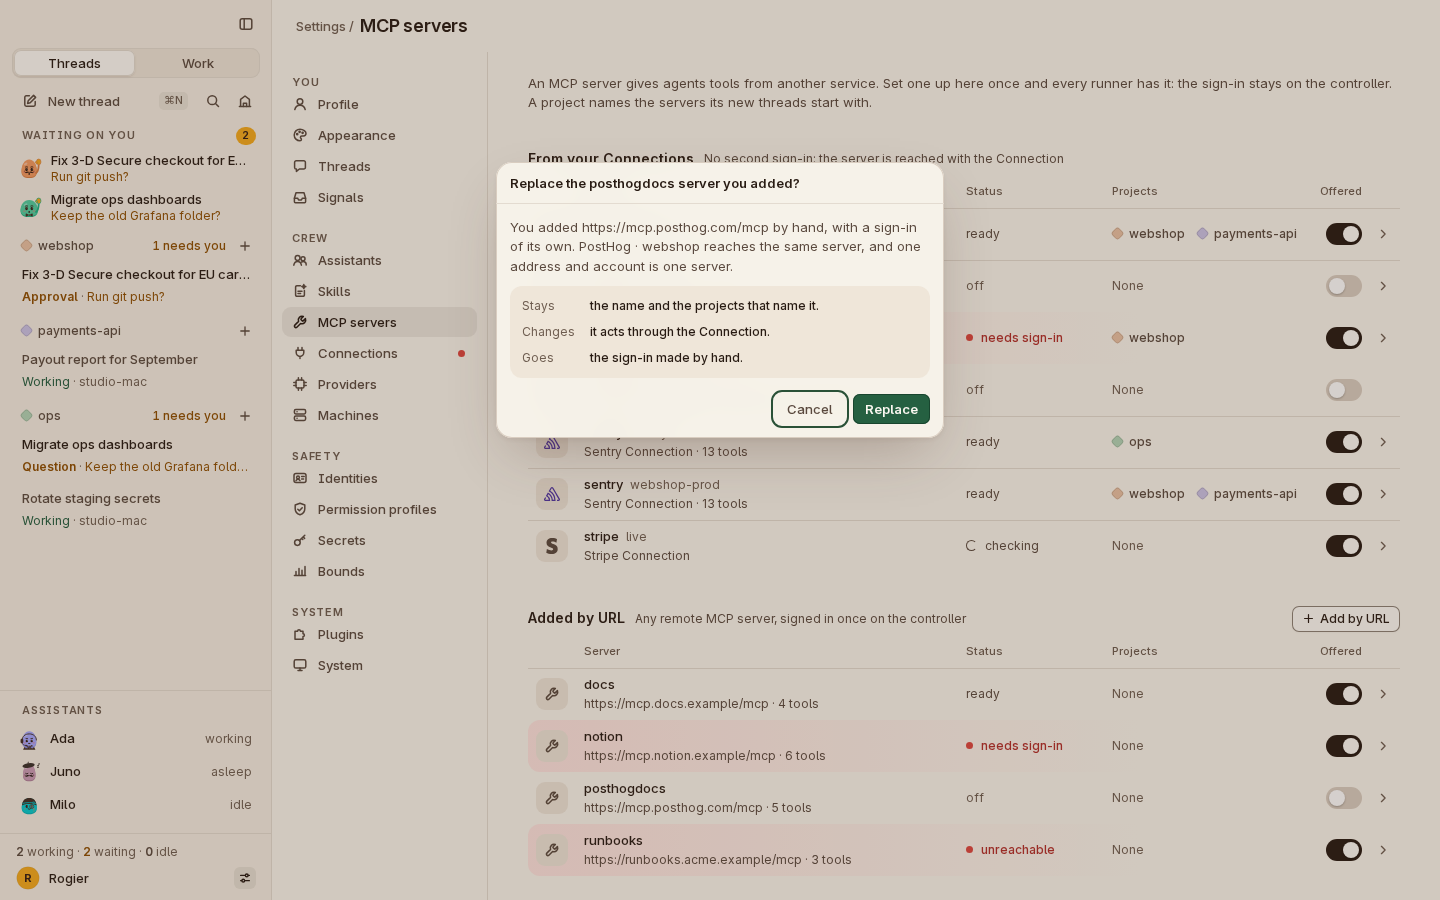 Threads
Work
New thread
⌘N
WAITING ON YOU
2
Fix 3-D Secure checkout for E...
Run git push?
Migrate ops dashboards
Keep the old Grafana folder?
webshop
1 needs you
Fix 3-D Secure checkout for EU car...
Approval · Run git push?
payments-api
Payout report for September
Working · studio-mac
ops
1 needs you
Migrate ops dashboards
Question · Keep the old Grafana fold...
Rotate staging secrets
Working · studio-mac
ASSISTANTS
Ada
working
Juno
asleep
Milo
idle
2 working · 2 waiting · 0 idle
R
Rogier
Settings / MCP servers
YOU
Profile
Appearance
Threads
Signals
CREW
Assistants
Skills
MCP servers
Connections
Providers
Machines
SAFETY
Identities
Permission profiles
Secrets
Bounds
SYSTEM
Plugins
System
An MCP server gives agents tools from another service. Set one up here once and every runner has it: the sign-in stays on the controller.
A project names the servers its new threads start with.
From your Connections
No second sign-in: the server is reached with the Connection
Status
Projects
Offered
ready
webshop
payments-api
off
None
needs sign-in
webshop
off
None
ready
ops
Sentry Connection · 13 tools
sentry webshop-prod
Sentry Connection · 13 tools
ready
webshop
payments-api
stripe live
Stripe Connection
checking
None
Replace the posthogdocs server you added?
You added https://mcp.posthog.com/mcp by hand, with a sign-in
of its own. PostHog · webshop reaches the same server, and one
address and account is one server.
Stays
the name and the projects that name it.
Changes
it acts through the Connection.
Goes
the sign-in made by hand.
Cancel
Replace
Added by URL
Any remote MCP server, signed in once on the controller
Add by URL
Server
Status
Projects
Offered
docs
https://mcp.docs.example/mcp · 4 tools
ready
None
notion
https://mcp.notion.example/mcp · 6 tools
needs sign-in
None
posthogdocs
https://mcp.posthog.com/mcp · 5 tools
off
None
runbooks
https://runbooks.acme.example/mcp · 3 tools
unreachable
None